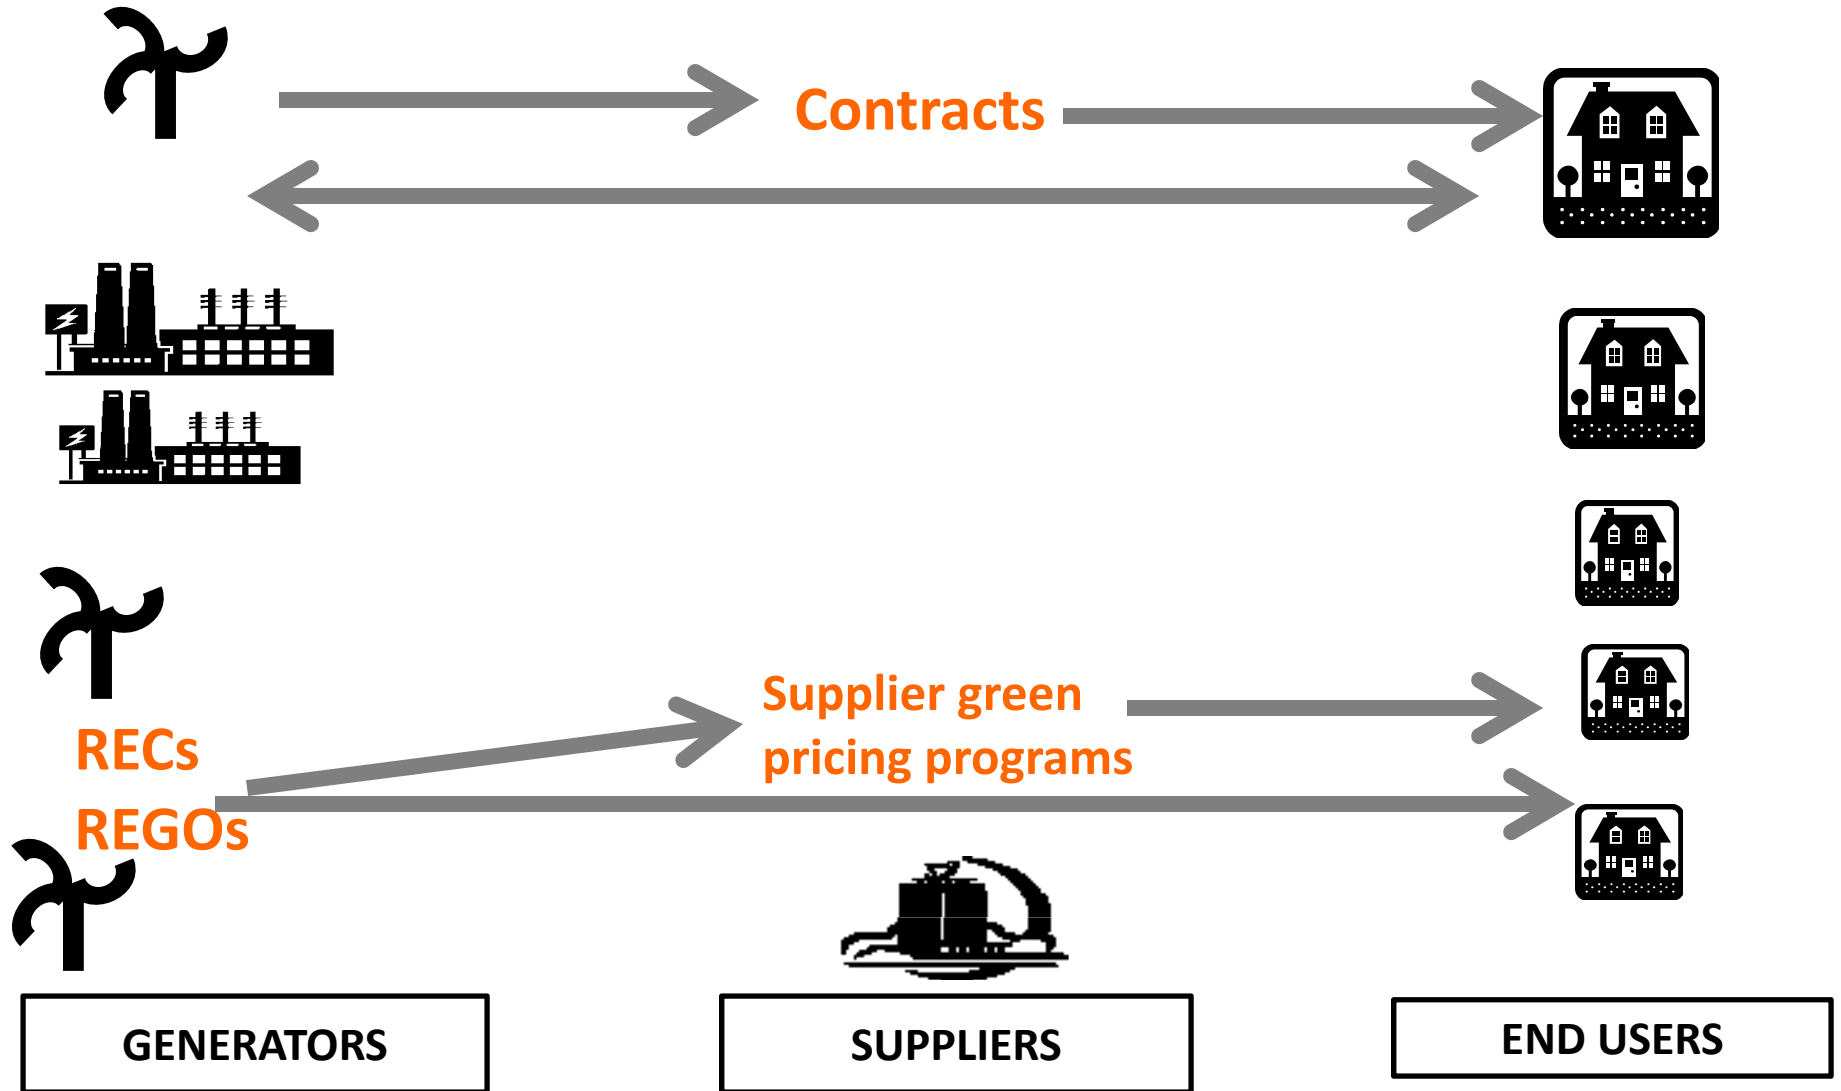 Contracts
Supplier green
pricing programs
RECs
REGOs
GENERATORS
SUPPLIERS
END USERS